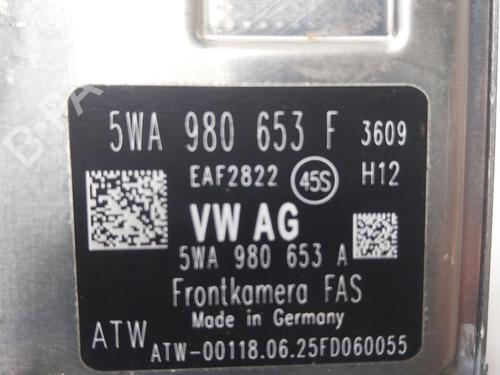 5WA 980 653 F 3609
EAF2822 45S H12
VW AG
5WA 980 653 A
Frontkamera FAS
Made in Germany
ATW
ATW-00118.06.25FD060055